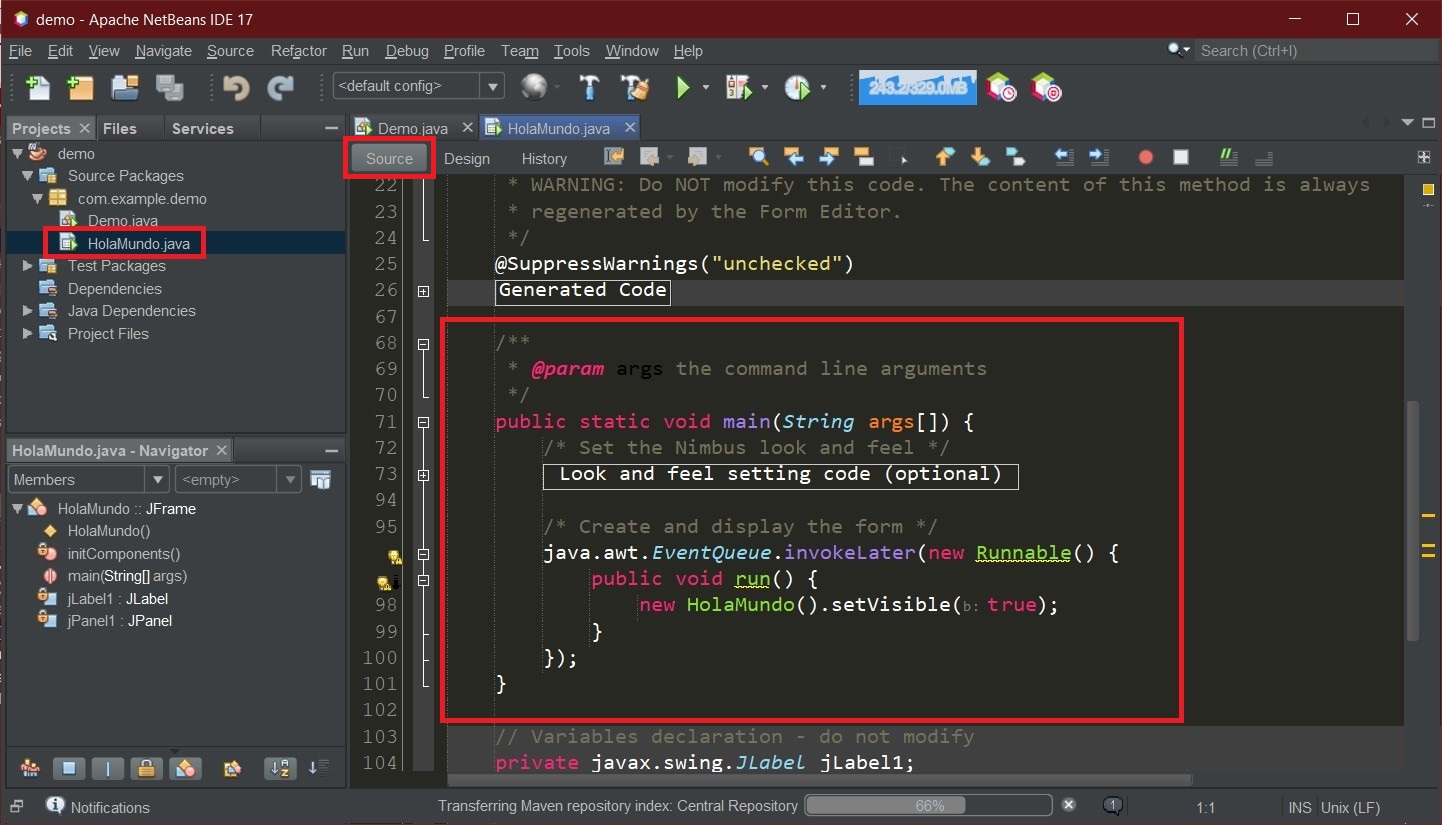 demo - Apache NetBeans IDE 17
File Edit View Navigate Source Refactor Run Debug Profile Team Tools Window Help
Search (Ctrl+I)
<default config>
243.2/329.0MB
Projects Files Services
demo
Source Packages
com.example.demo
Demo.java
HolaMundo.java
Test Packages
Dependencies
Java Dependencies
Project Files
HolaMundo.java - Navigator
Members <empty>
HolaMundo :: JFrame
HolaMundo()
initComponents()
main(String[] args)
jLabel1 : JLabel
jPanel1 : JPanel
Demo.java HolaMundo.java
Source Design History
22 * WARNING: Do NOT modify this code. The content of this method is always
23 * regenerated by the Form Editor.
24 */
25 @SuppressWarnings("unchecked")
26 Generated Code
67
68 /**
69 * @param args the command line arguments
70 */
71 public static void main(String args[]) {
72 /* Set the Nimbus look and feel */
73 Look and feel setting code (optional)
94
95 /* Create and display the form */
java.awt.EventQueue.invokeLater(new Runnable() {
public void run() {
98 new HolaMundo().setVisible(b: true);
99 }
100 });
101 }
102
103 // Variables declaration - do not modify
104 private javax.swing.JLabel jLabel1;
Notifications
Transferring Maven repository index: Central Repository 66%
1
1:1
INS Unix (LF)